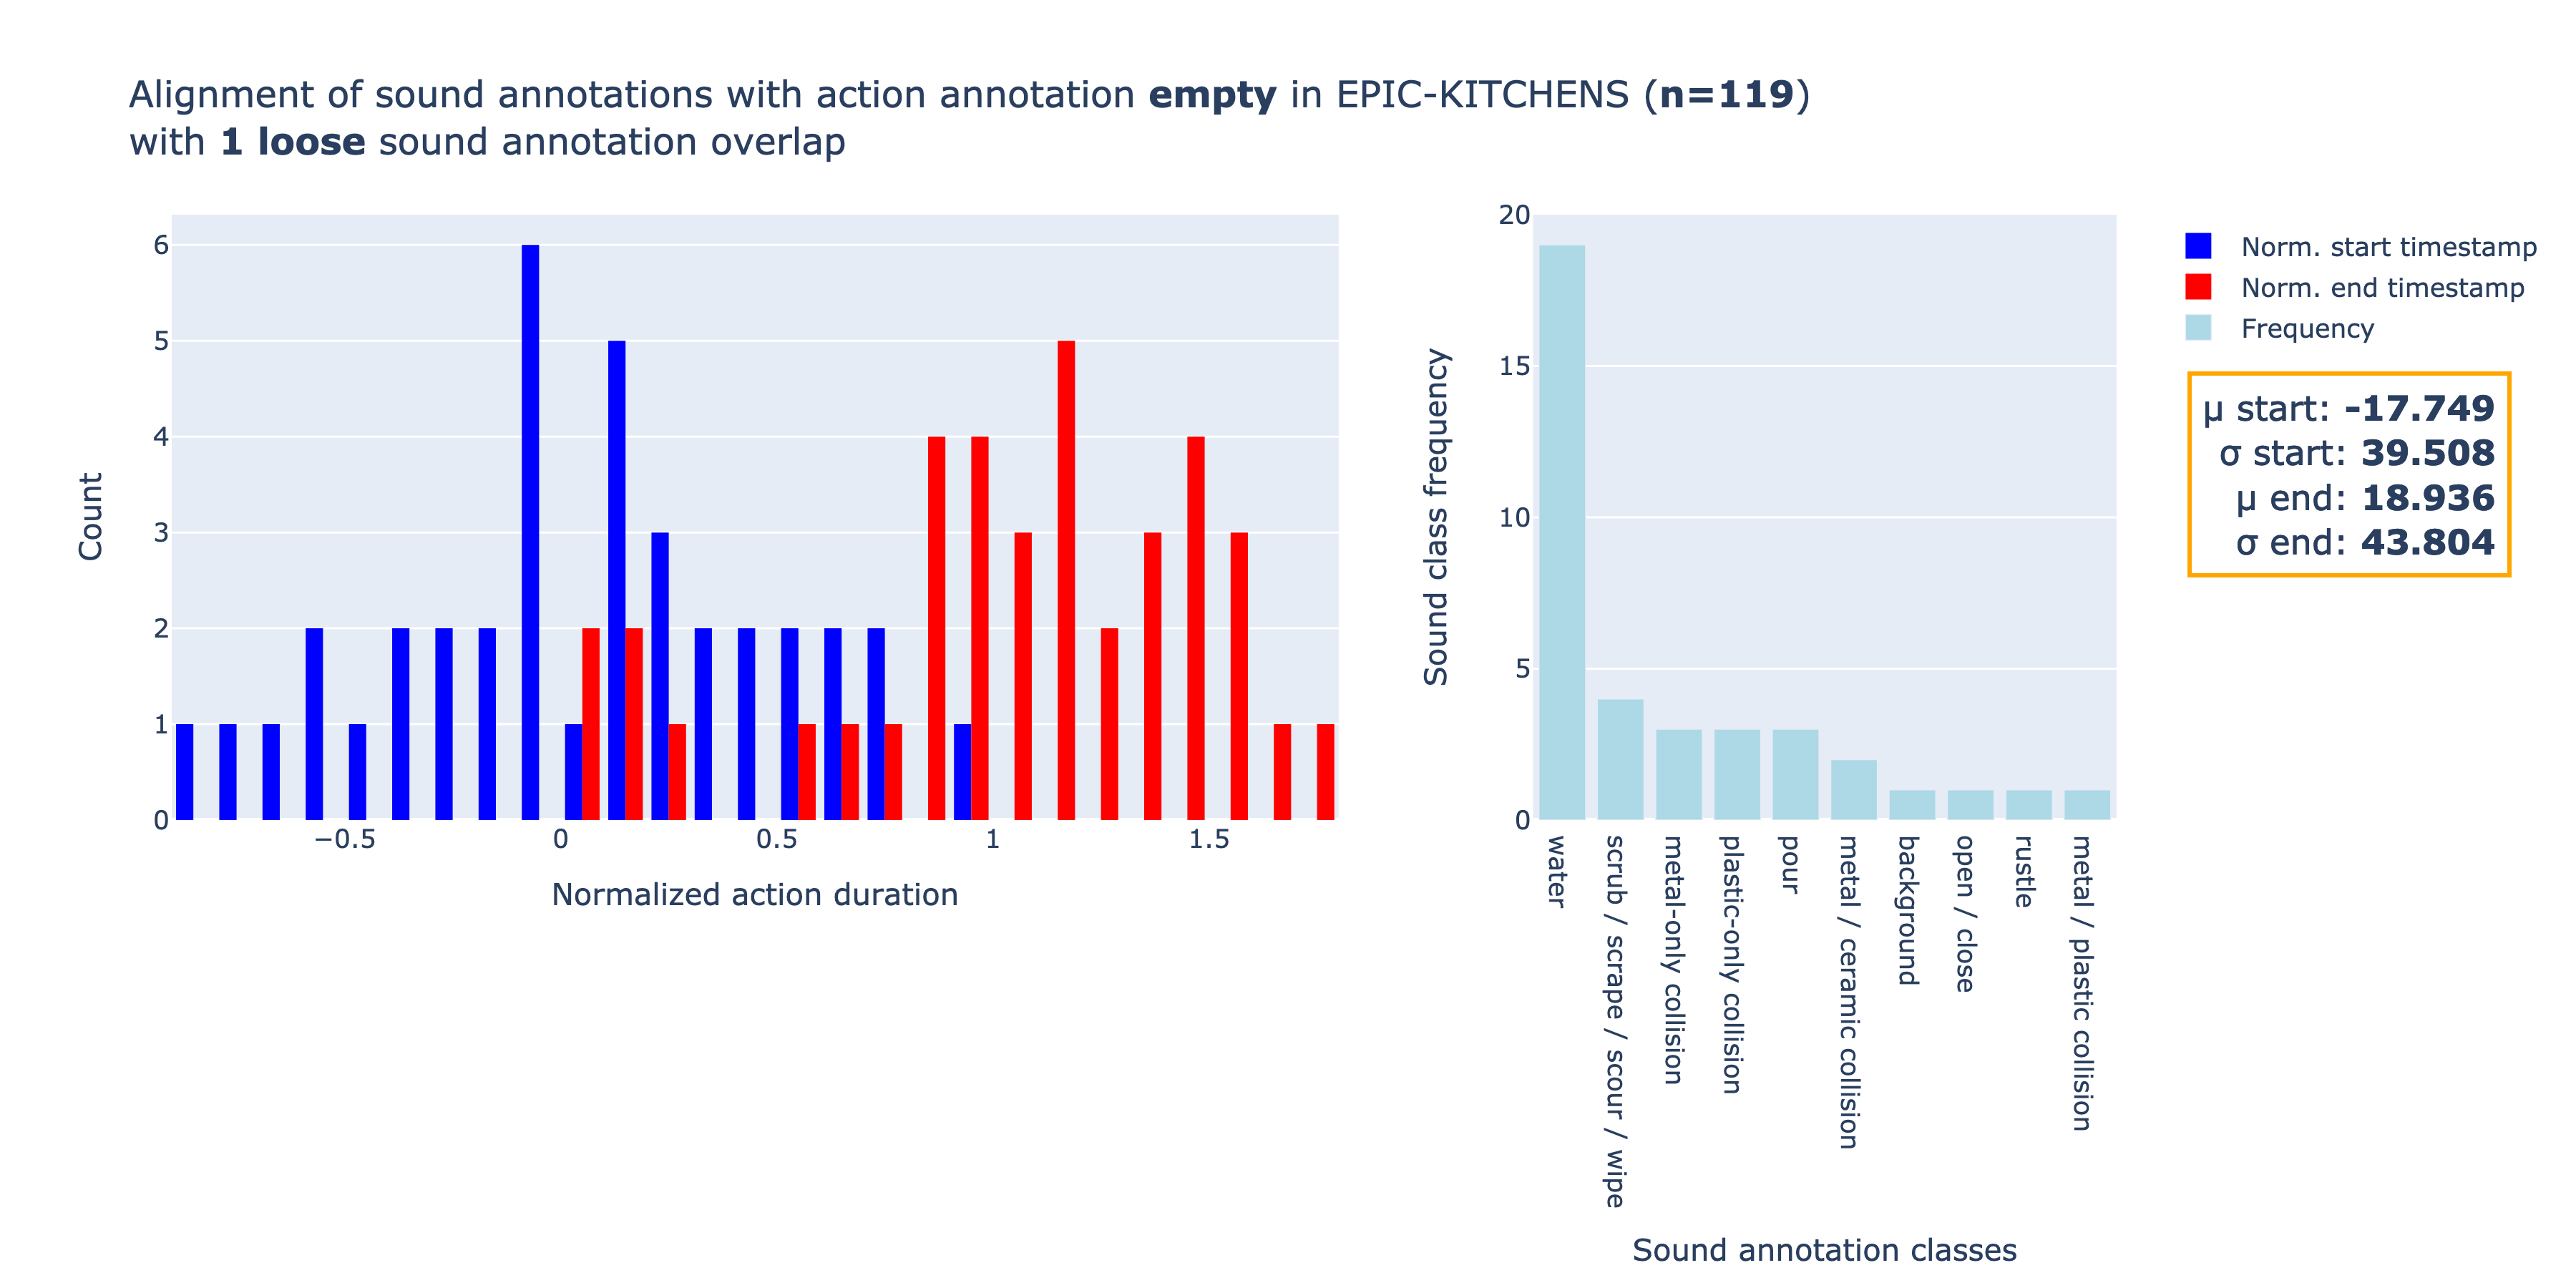 Alignment of sound annotations with action annotation empty in EPIC-KITCHENS (n=119)
with 1 loose sound annotation overlap
Count
6
5
4
3
2
1
0
−0.5
0
0.5
1
1.5
Normalized action duration
Sound class frequency
20
15
10
5
0
water
scrub / scrape / scour / wipe
metal-only collision
plastic-only collision
pour
metal / ceramic collision
background
open / close
rustle
metal / plastic collision
Sound annotation classes
Norm. start timestamp
Norm. end timestamp
Frequency
μ start: -17.749
σ start: 39.508
μ end: 18.936
σ end: 43.804